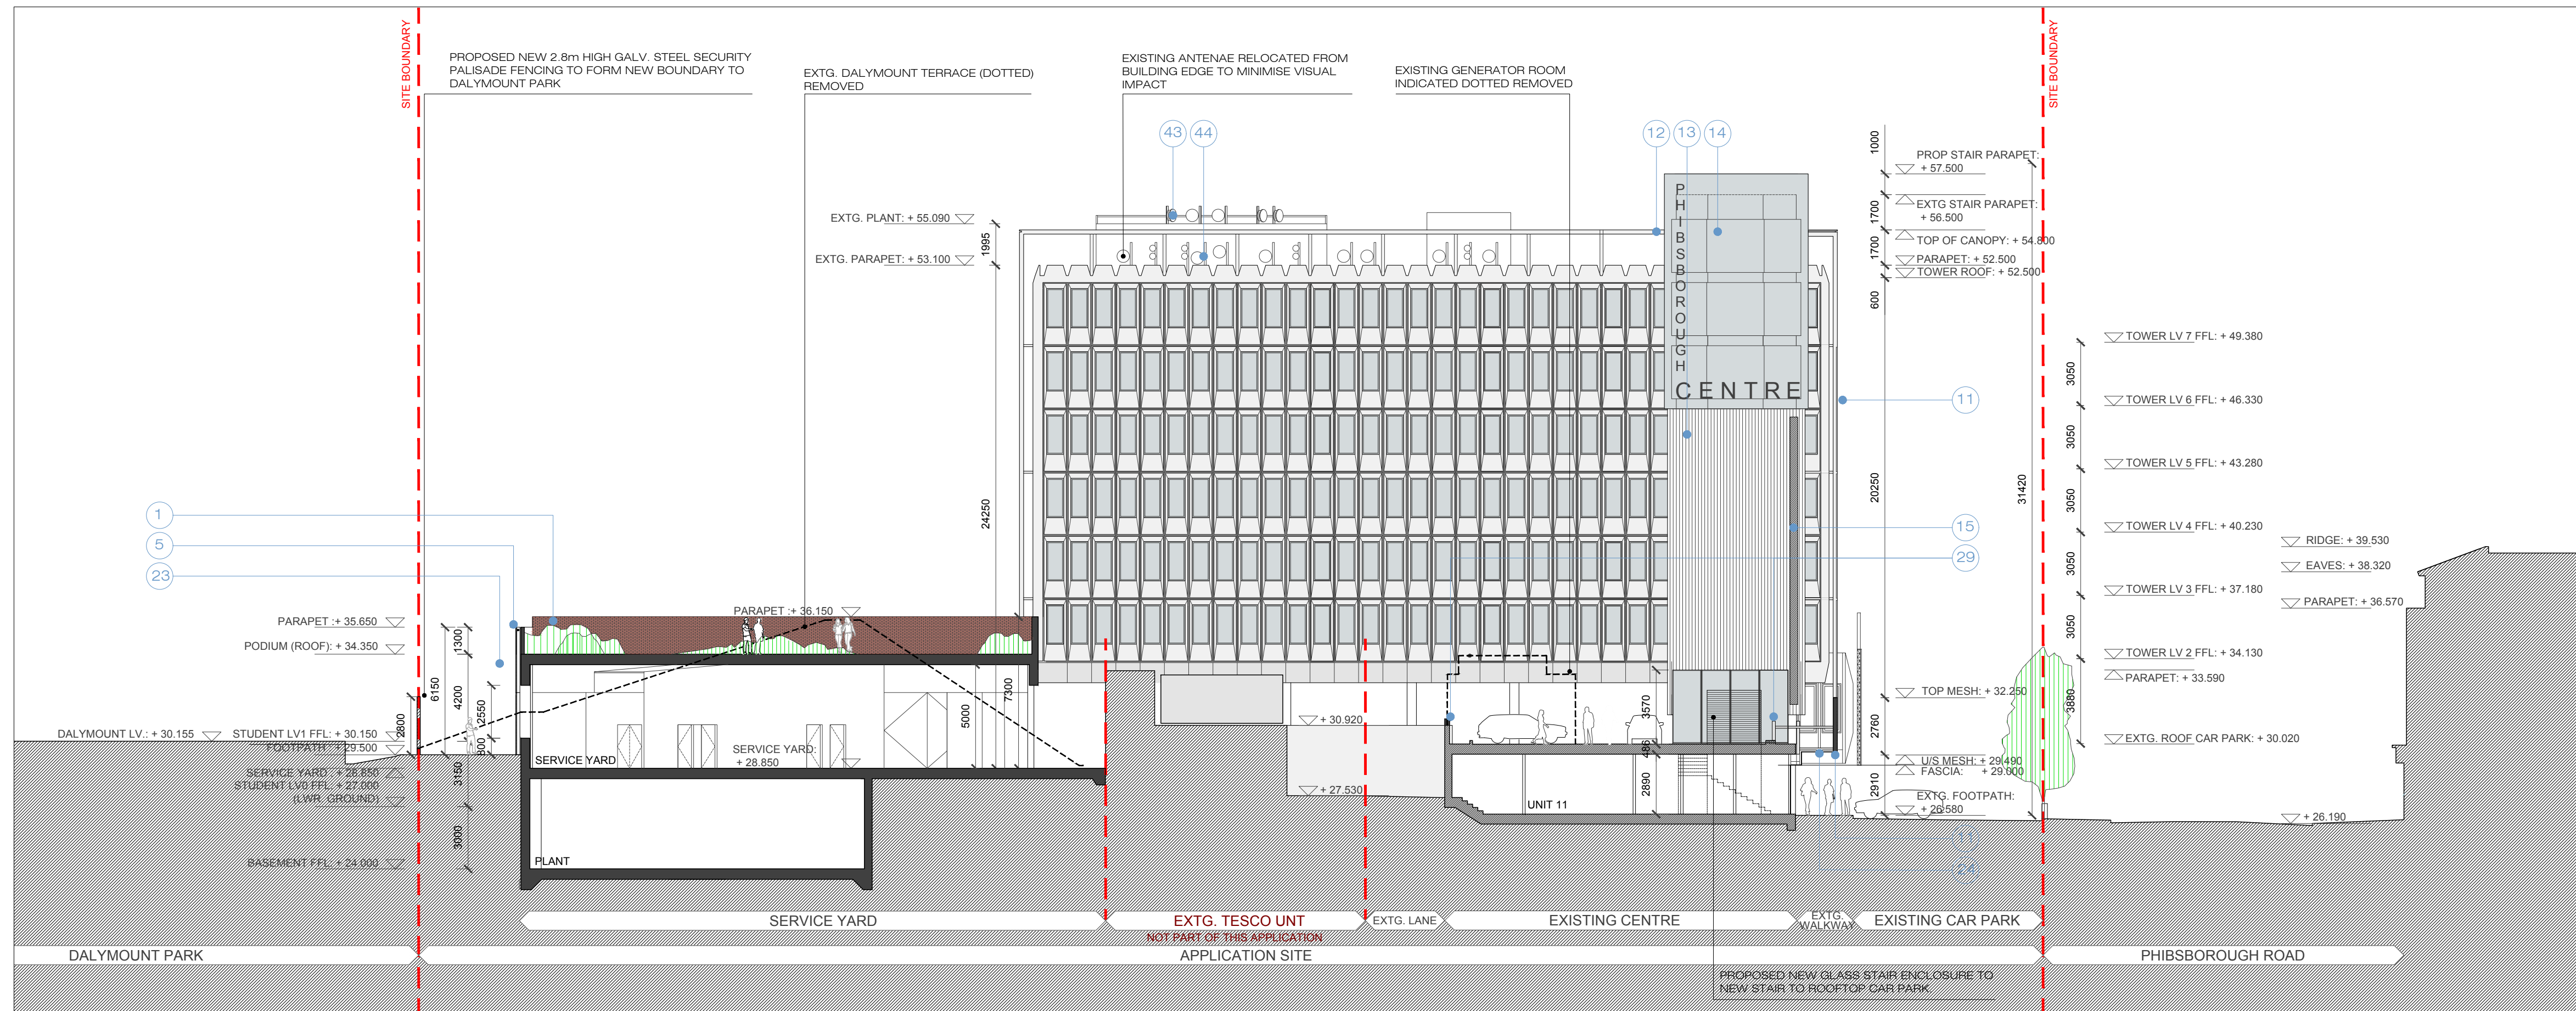 SITE BOUNDARY
PROPOSED NEW 2.8m HIGH GALV. STEEL SECURITY
PALISADE FENCING TO FORM NEW BOUNDARY TO
DALYMOUNT PARK
EXTG. DALYMOUNT TERRACE (DOTTED)
REMOVED
EXISTING ANTENAE RELOCATED FROM
BUILDING EDGE TO MINIMISE VISUAL
IMPACT
EXISTING GENERATOR ROOM
INDICATED DOTTED REMOVED
SITE BOUNDARY
43
44
12
13
14
1000
1700
1700
600
20250
2760
2910
31420
PROP STAIR PARAPET:
+ 57.500
EXTG STAIR PARAPET:
+ 56.500
TOP OF CANOPY: + 54.800
PARAPET: + 52.500
TOWER ROOF: + 52.500
EXTG. PLANT: + 55.090
EXTG. PARAPET: + 53.100
1995
24250
PHIBSBOROUGH
CENTRE
TOWER LV 7 FFL: + 49.380
3050
TOWER LV 6 FFL: + 46.330
3050
TOWER LV 5 FFL: + 43.280
3050
TOWER LV 4 FFL: + 40.230
3050
TOWER LV 3 FFL: + 37.180
3050
TOWER LV 2 FFL: + 34.130
PARAPET: + 33.590
3880
EXTG. ROOF CAR PARK: + 30.020
RIDGE: + 39.530
EAVES: + 38.320
PARAPET: + 36.570
+ 26.190
11
15
29
1
5
23
PARAPET :+ 35.650
PODIUM (ROOF): + 34.350
PARAPET :+ 36.150
1300
6150
4200
2550
2800
800
3150
3000
DALYMOUNT LV.: + 30.155
STUDENT LV1 FFL: + 30.150
FOOTPATH : + 29.500
SERVICE YARD : + 28.850
STUDENT LV0 FFL: + 27.000
(LWR. GROUND)
BASEMENT FFL: + 24.000
5000
7300
SERVICE YARD
SERVICE YARD:
+ 28.850
PLANT
+ 30.920
+ 27.530
3570
486
2890
UNIT 11
TOP MESH: + 32.250
U/S MESH: + 29.490
FASCIA: + 29.000
EXTG. FOOTPATH:
+ 26.580
11
24
SERVICE YARD
EXTG. TESCO UNT
NOT PART OF THIS APPLICATION
EXTG. LANE
EXISTING CENTRE
EXTG.
WALKWAY
EXISTING CAR PARK
DALYMOUNT PARK
APPLICATION SITE
PHIBSBOROUGH ROAD
PROPOSED NEW GLASS STAIR ENCLOSURE TO
NEW STAIR TO ROOFTOP CAR PARK.